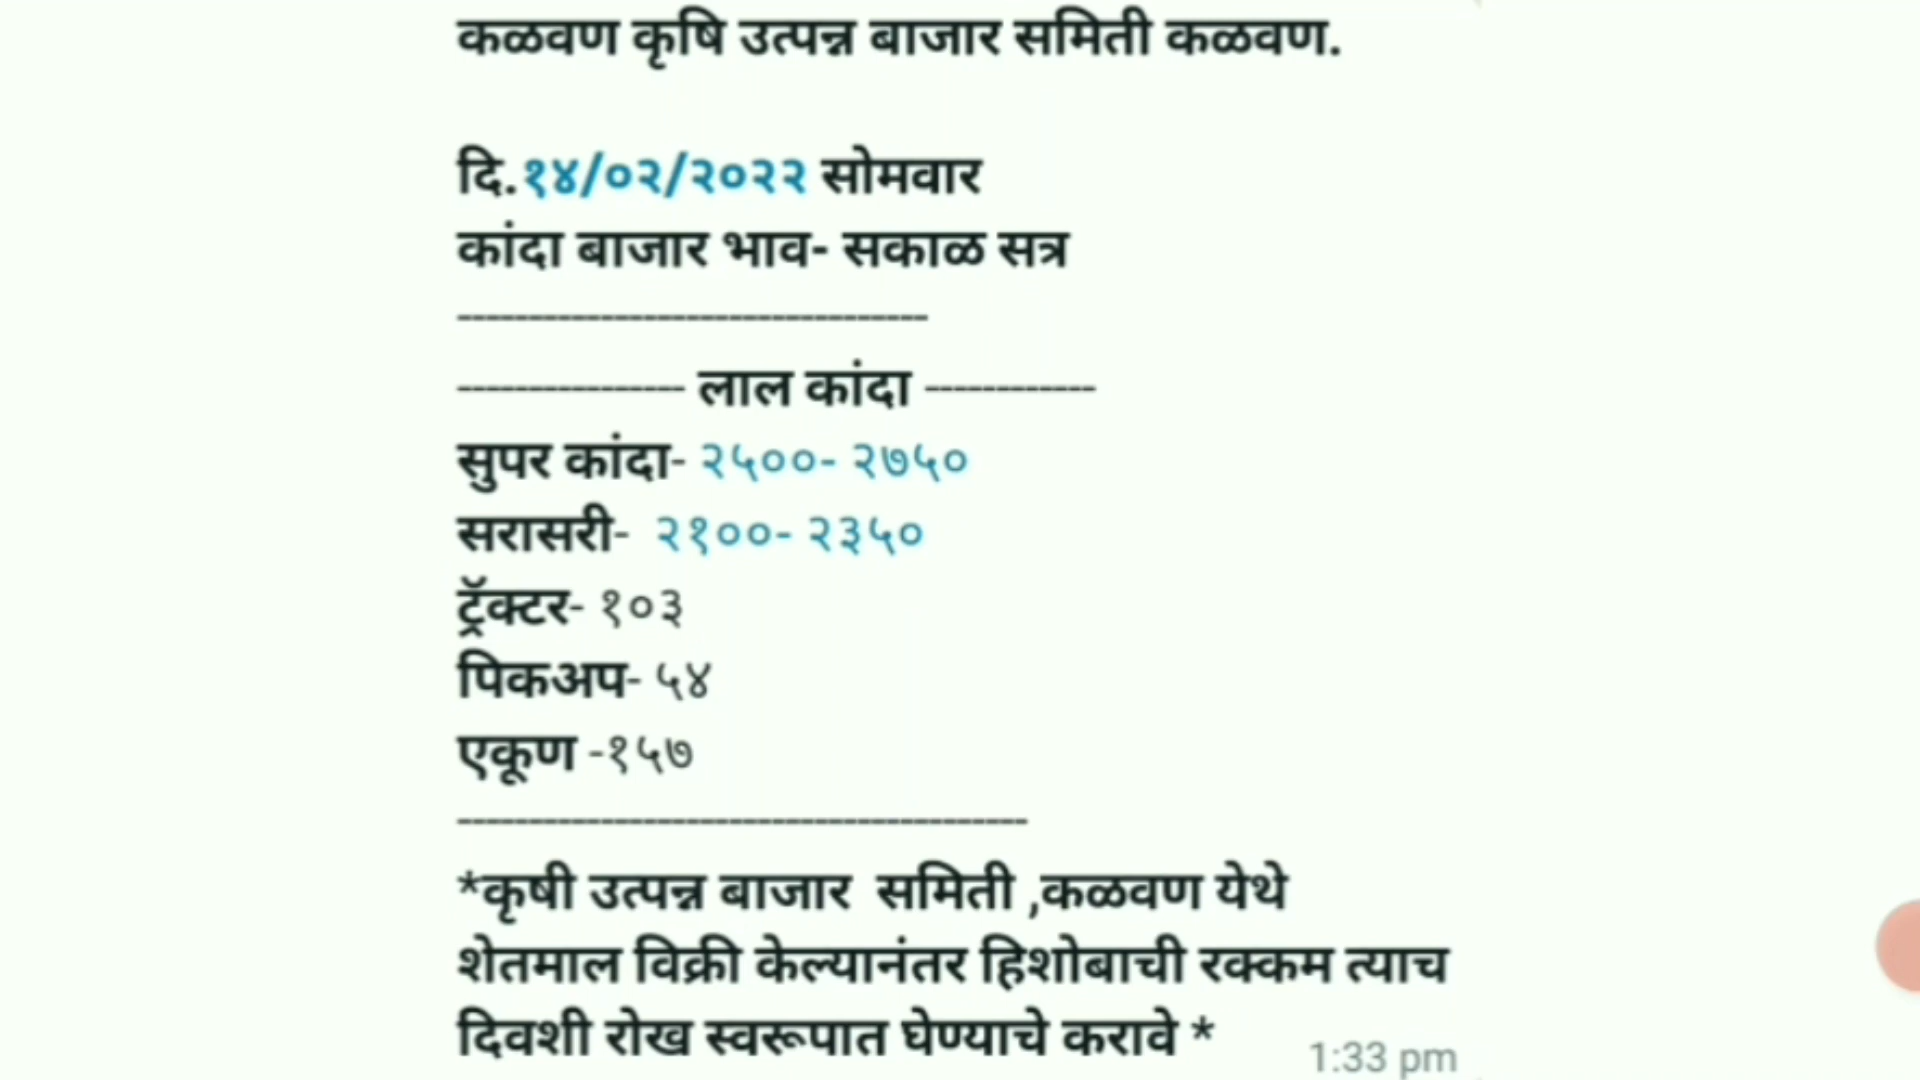 कळवण कृषि उत्पन्न बाजार समिती कळवण.
दि.१४/०२/२०२२ सोमवार
कांदा बाजार भाव- सकाळ सत्र
---------------------------------
---------------- लाल कांदा ------------
सुपर कांदा- २५००- २७५०
सरासरी-  २१००- २३५०
ट्रॅक्टर- १०३
पिकअप- ५४
एकूण -१५७
----------------------------------------
*कृषी उत्पन्न बाजार  समिती ,कळवण येथे
शेतमाल विक्री केल्यानंतर हिशोबाची रक्कम त्याच
दिवशी रोख स्वरूपात घेण्याचे करावे *
1:33 pm